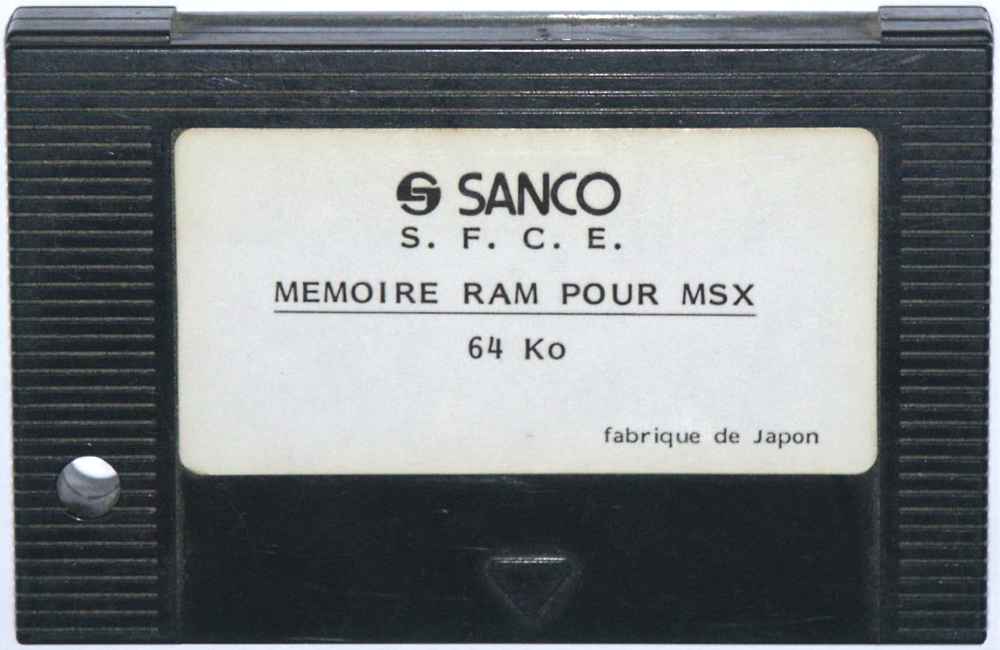 SANCO
S. F. C. E.
MEMOIRE RAM POUR MSX
64 Ko
fabrique de Japon